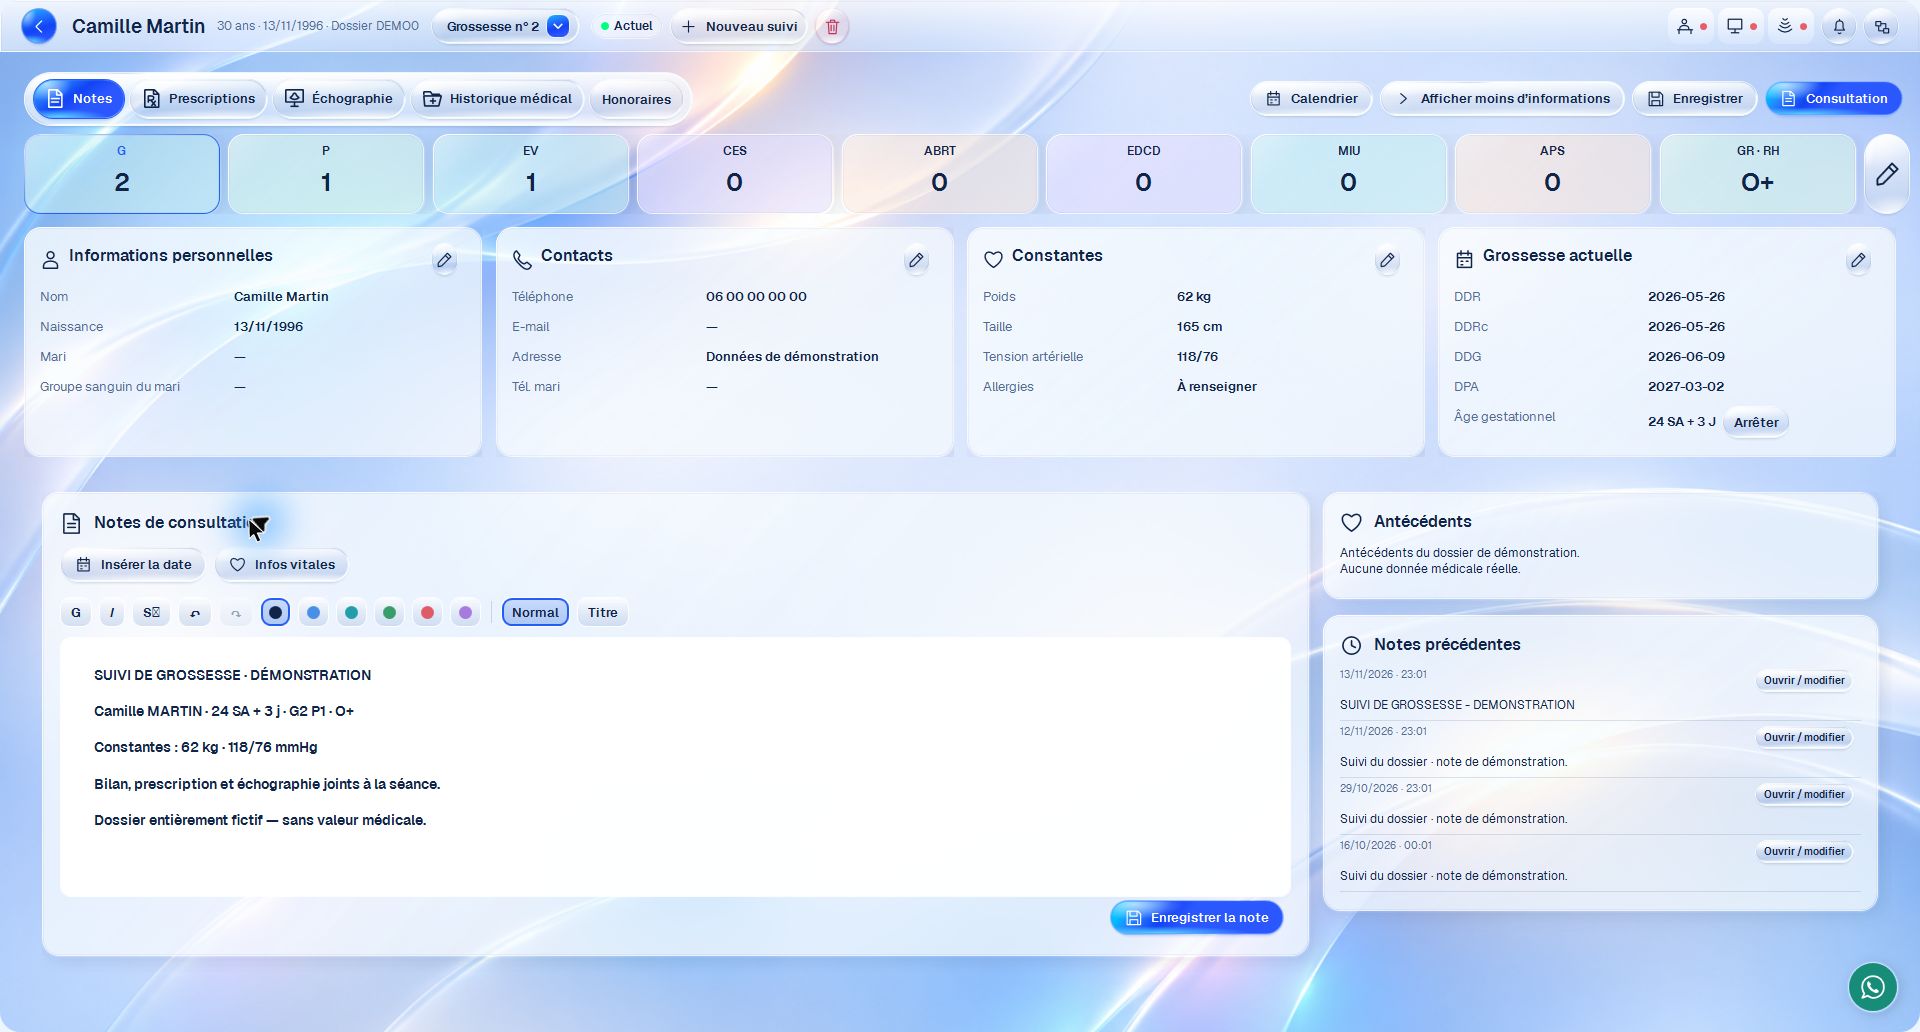 Camille Martin 30 ans · 13/11/1996 · Dossier DEMO0 Grossesse n° 2 Actuel Nouveau suivi
Notes Prescriptions Échographie Historique médical Honoraires
Calendrier Afficher moins d'informations Enregistrer Consultation
G P EV CES ABRT EDCD MIU APS GR · RH
2 1 1 0 0 0 0 0 O+
Informations personnelles
Nom Camille Martin
Naissance 13/11/1996
Mari —
Groupe sanguin du mari —
Contacts
Téléphone 06 00 00 00 00
E-mail —
Adresse Données de démonstration
Tél. mari —
Constantes
Poids 62 kg
Taille 165 cm
Tension artérielle 118/76
Allergies À renseigner
Grossesse actuelle
DDR 2026-05-26
DDRc 2026-05-26
DDG 2026-06-09
DPA 2027-03-02
Âge gestationnel 24 SA + 3 J Arrêter
Notes de
Insérer la date Infos vitales
G I S Normal Titre
SUIVI DE GROSSESSE · DÉMONSTRATION
Camille MARTIN · 24 SA + 3 j · G2 P1 · O+
Constantes : 62 kg · 118/76 mmHg
Bilan, prescription et échographie joints à la séance.
Dossier entièrement fictif — sans valeur médicale.
Enregistrer la note
Antécédents
Antécédents du dossier de démonstration.
Aucune donnée médicale réelle.
Notes précédentes
13/11/2026 · 23:01 Ouvrir / modifier
SUIVI DE GROSSESSE - DEMONSTRATION
12/11/2026 · 23:01 Ouvrir / modifier
Suivi du dossier · note de démonstration.
29/10/2026 · 23:01 Ouvrir / modifier
Suivi du dossier · note de démonstration.
16/10/2026 · 00:01 Ouvrir / modifier
Suivi du dossier · note de démonstration.